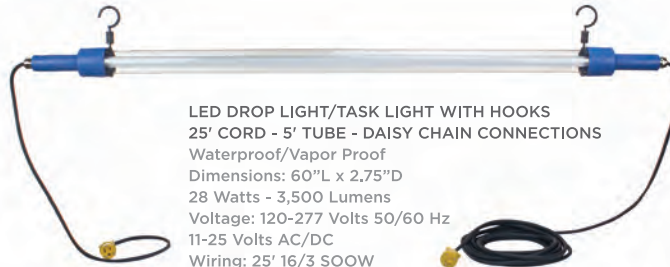 LED DROP LIGHT/TASK LIGHT WITH HOOKS
25' CORD - 5' TUBE - DAISY CHAIN CONNECTIONS
Waterproof/Vapor Proof
Dimensions: 60”L x 2.75”D
28 Watts - 3,500 Lumens
Voltage: 120-277 Volts 50/60 Hz
11-25 Volts AC/DC
Wiring: 25' 16/3 SOOW